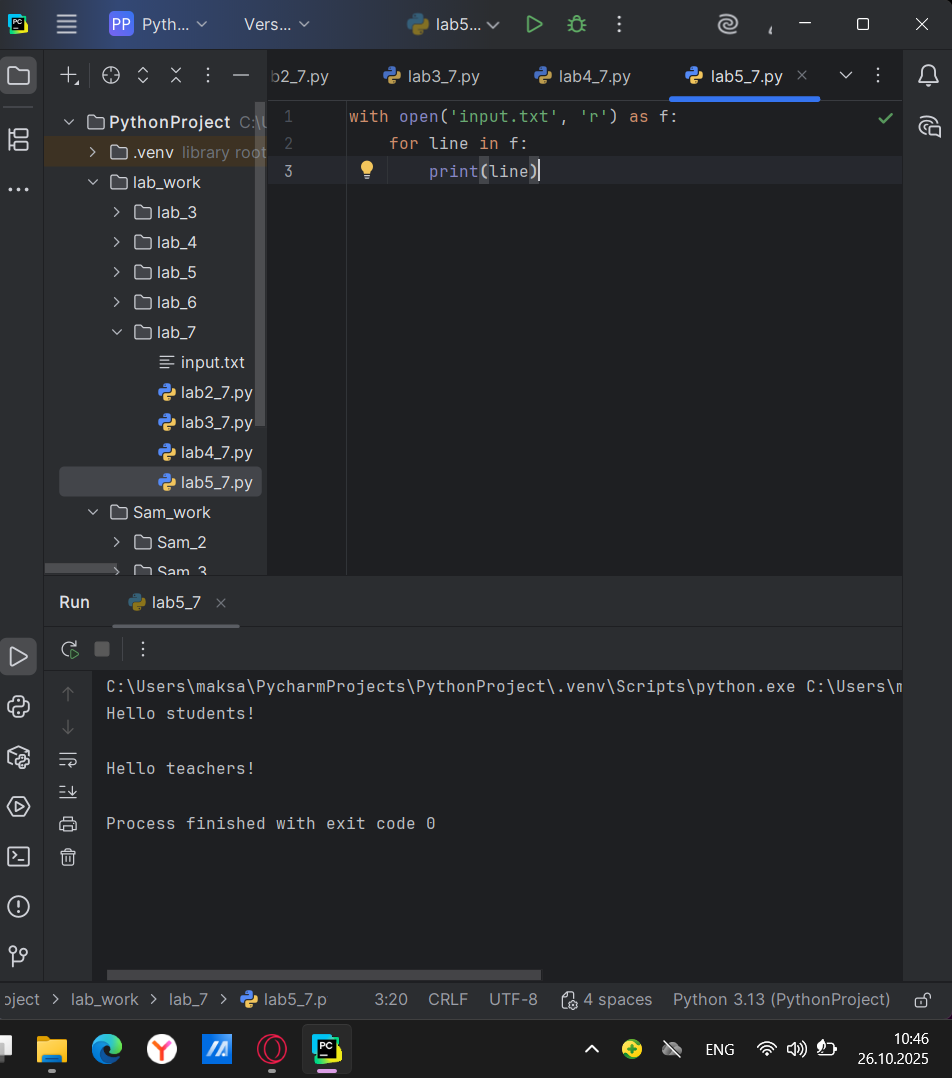 PC
PP Pyth...
Vers...
lab5...
b2_7.py
lab3_7.py
lab4_7.py
lab5_7.py
PythonProject C:\U
.venv library root
lab_work
lab_3
lab_4
lab_5
lab_6
lab_7
input.txt
lab2_7.py
lab3_7.py
lab4_7.py
lab5_7.py
Sam_work
Sam_2
Sam_3
1 with open('input.txt', 'r') as f:
2 for line in f:
3 print(line)
Run
lab5_7
C:\Users\maksa\PycharmProjects\PythonProject\.venv\Scripts\python.exe C:\Users\m
Hello students!
Hello teachers!
Process finished with exit code 0
oject > lab_work > lab_7 > lab5_7.p
3:20
CRLF
UTF-8
4 spaces
Python 3.13 (PythonProject)
PC
ENG
10:46
26.10.2025